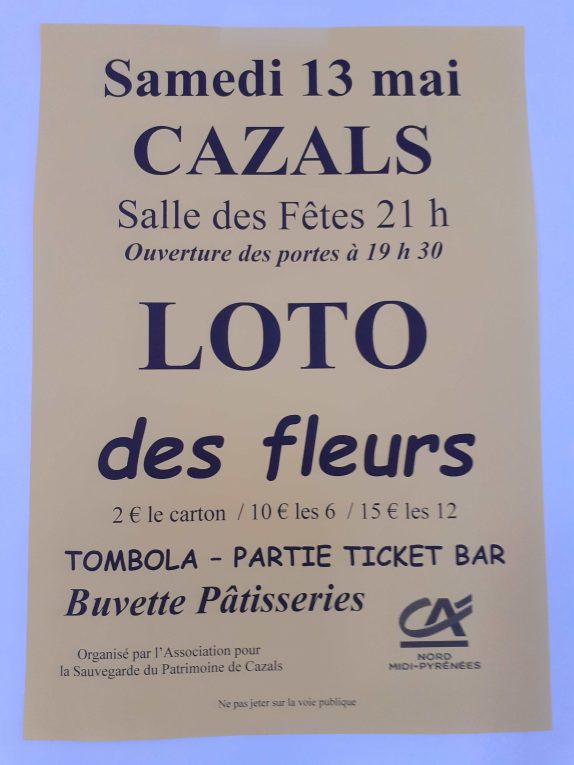 Samedi 13 mai
CAZALS
Salle des Fêtes 21 h
Ouverture des portes à 19 h 30
LOTO
des fleurs
2 € le carton / 10 € les 6 / 15 € les 12
TOMBOLA – PARTIE TICKET BAR
Buvette Pâtisseries
Organisé par l'Association pour
la Sauvegarde du Patrimoine de Cazals
CA
NORD
MIDI-PYRÉNÉES
Ne pas jeter sur la voie publique